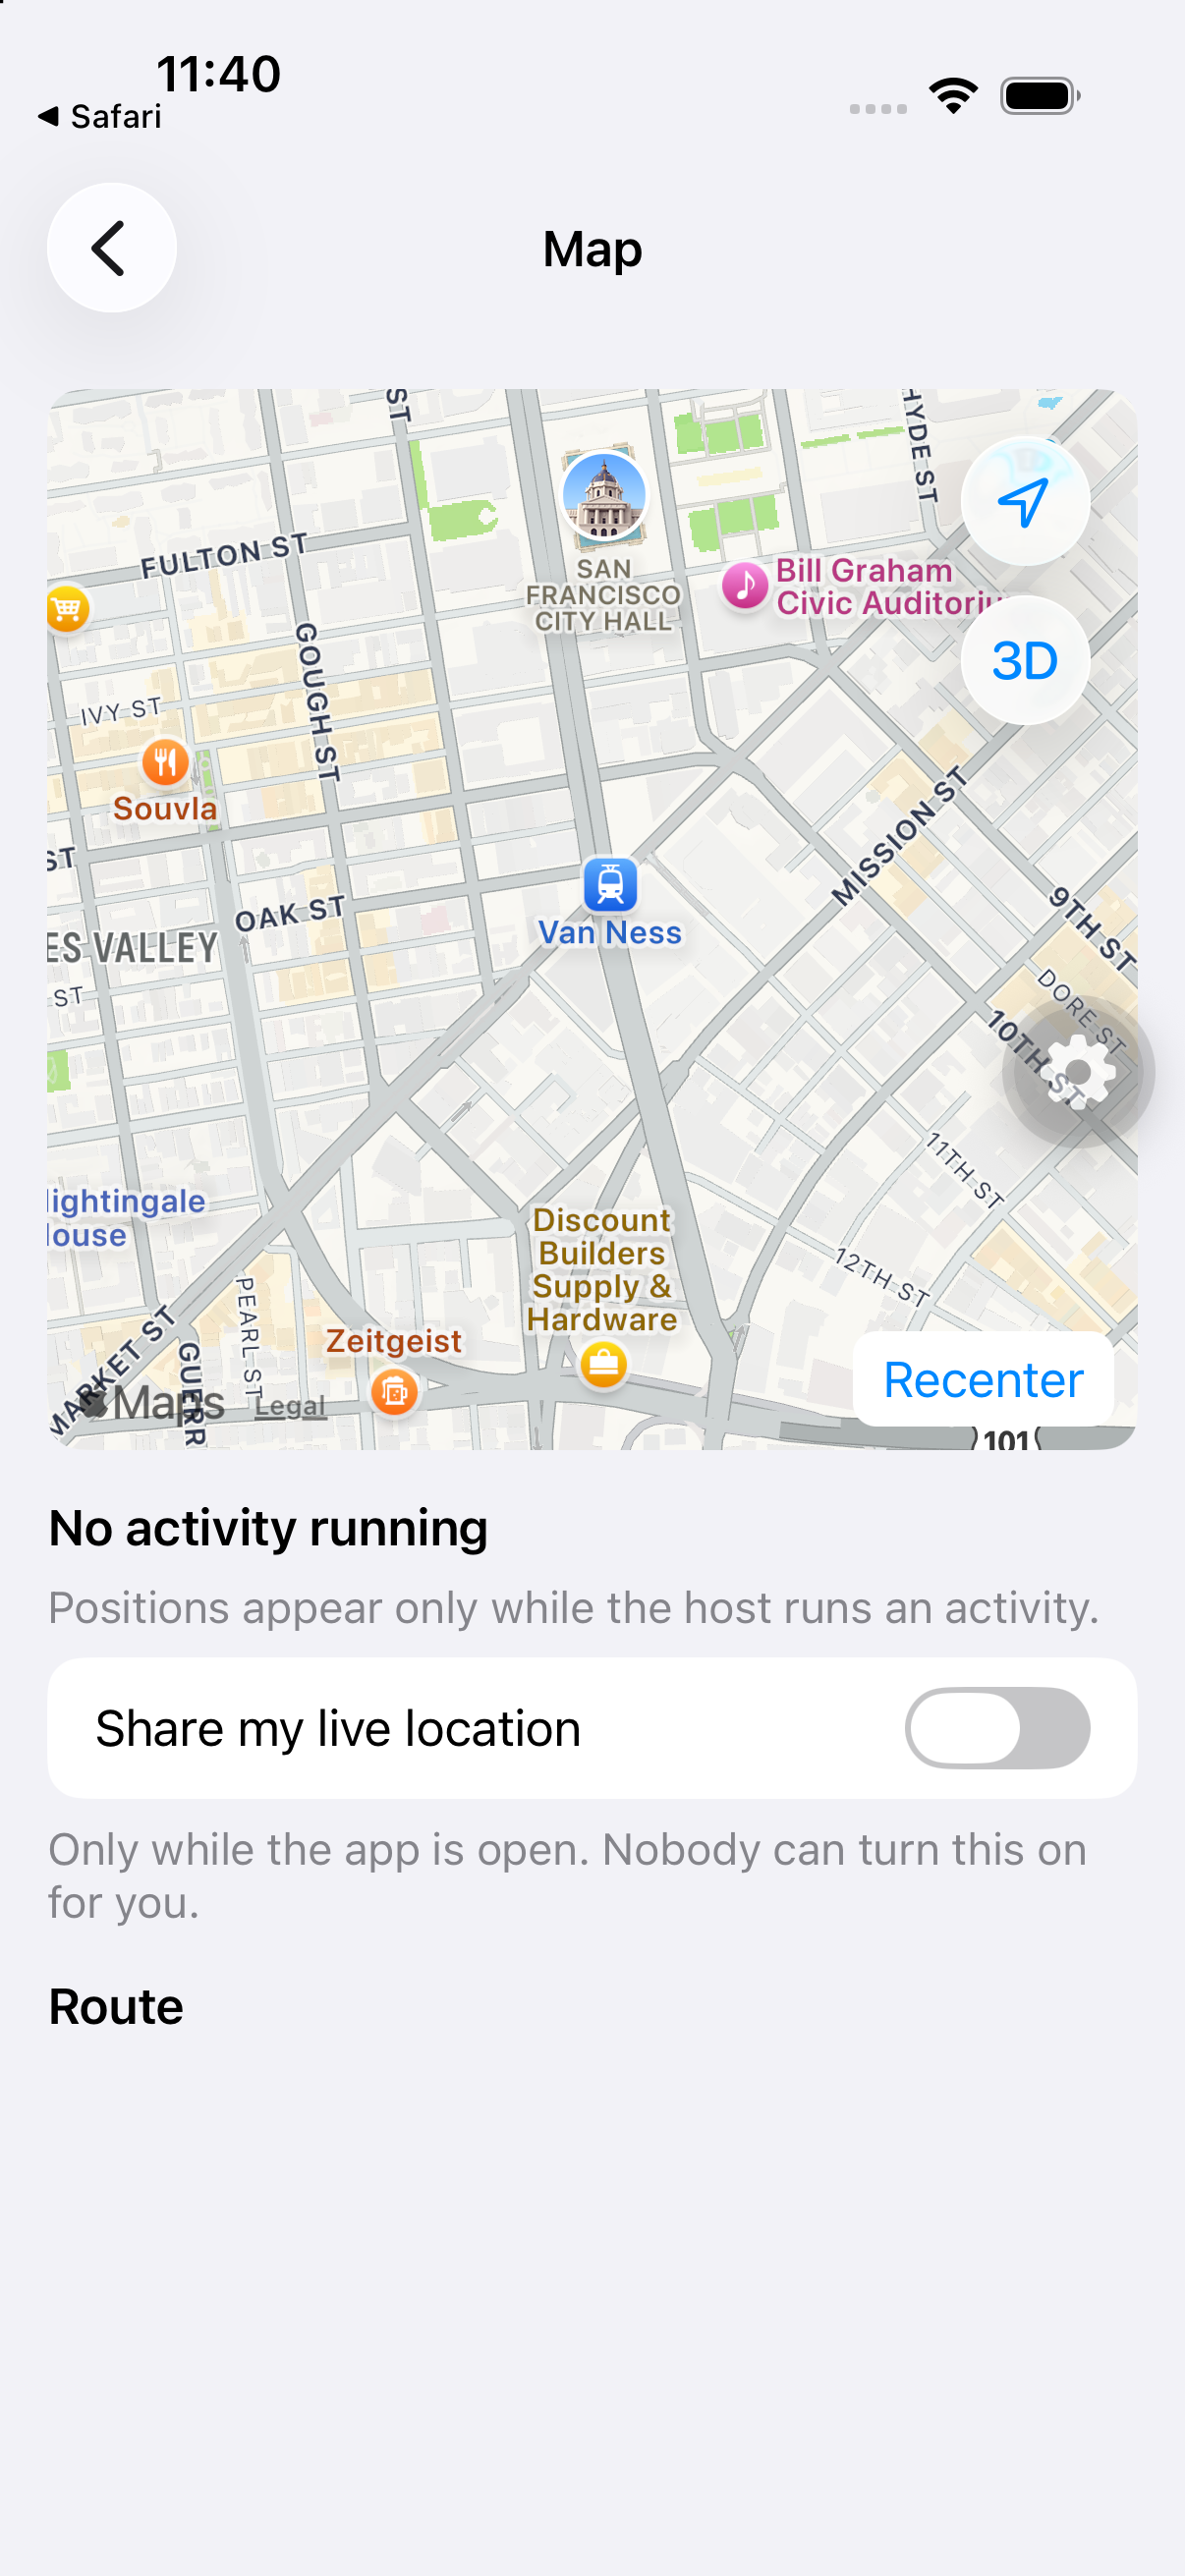 11:40
Safari
Map
ST
HYDE ST
FULTON ST
SAN
FRANCISCO
CITY HALL
Bill Graham
Civic Auditoriu
3D
GOUGH ST
IVY ST
Souvla
MISSION ST
ST
OAK ST
Van Ness
9TH ST
ES VALLEY
ST
DORE ST
10TH ST
11TH ST
ightingale
ouse
Discount
Builders
Supply &
Hardware
12TH ST
PEARL ST
Zeitgeist
MARKET ST
GUERR
Maps
Legal
Recenter
101
No activity running
Positions appear only while the host runs an activity.
Share my live location
Only while the app is open. Nobody can turn this on
for you.
Route